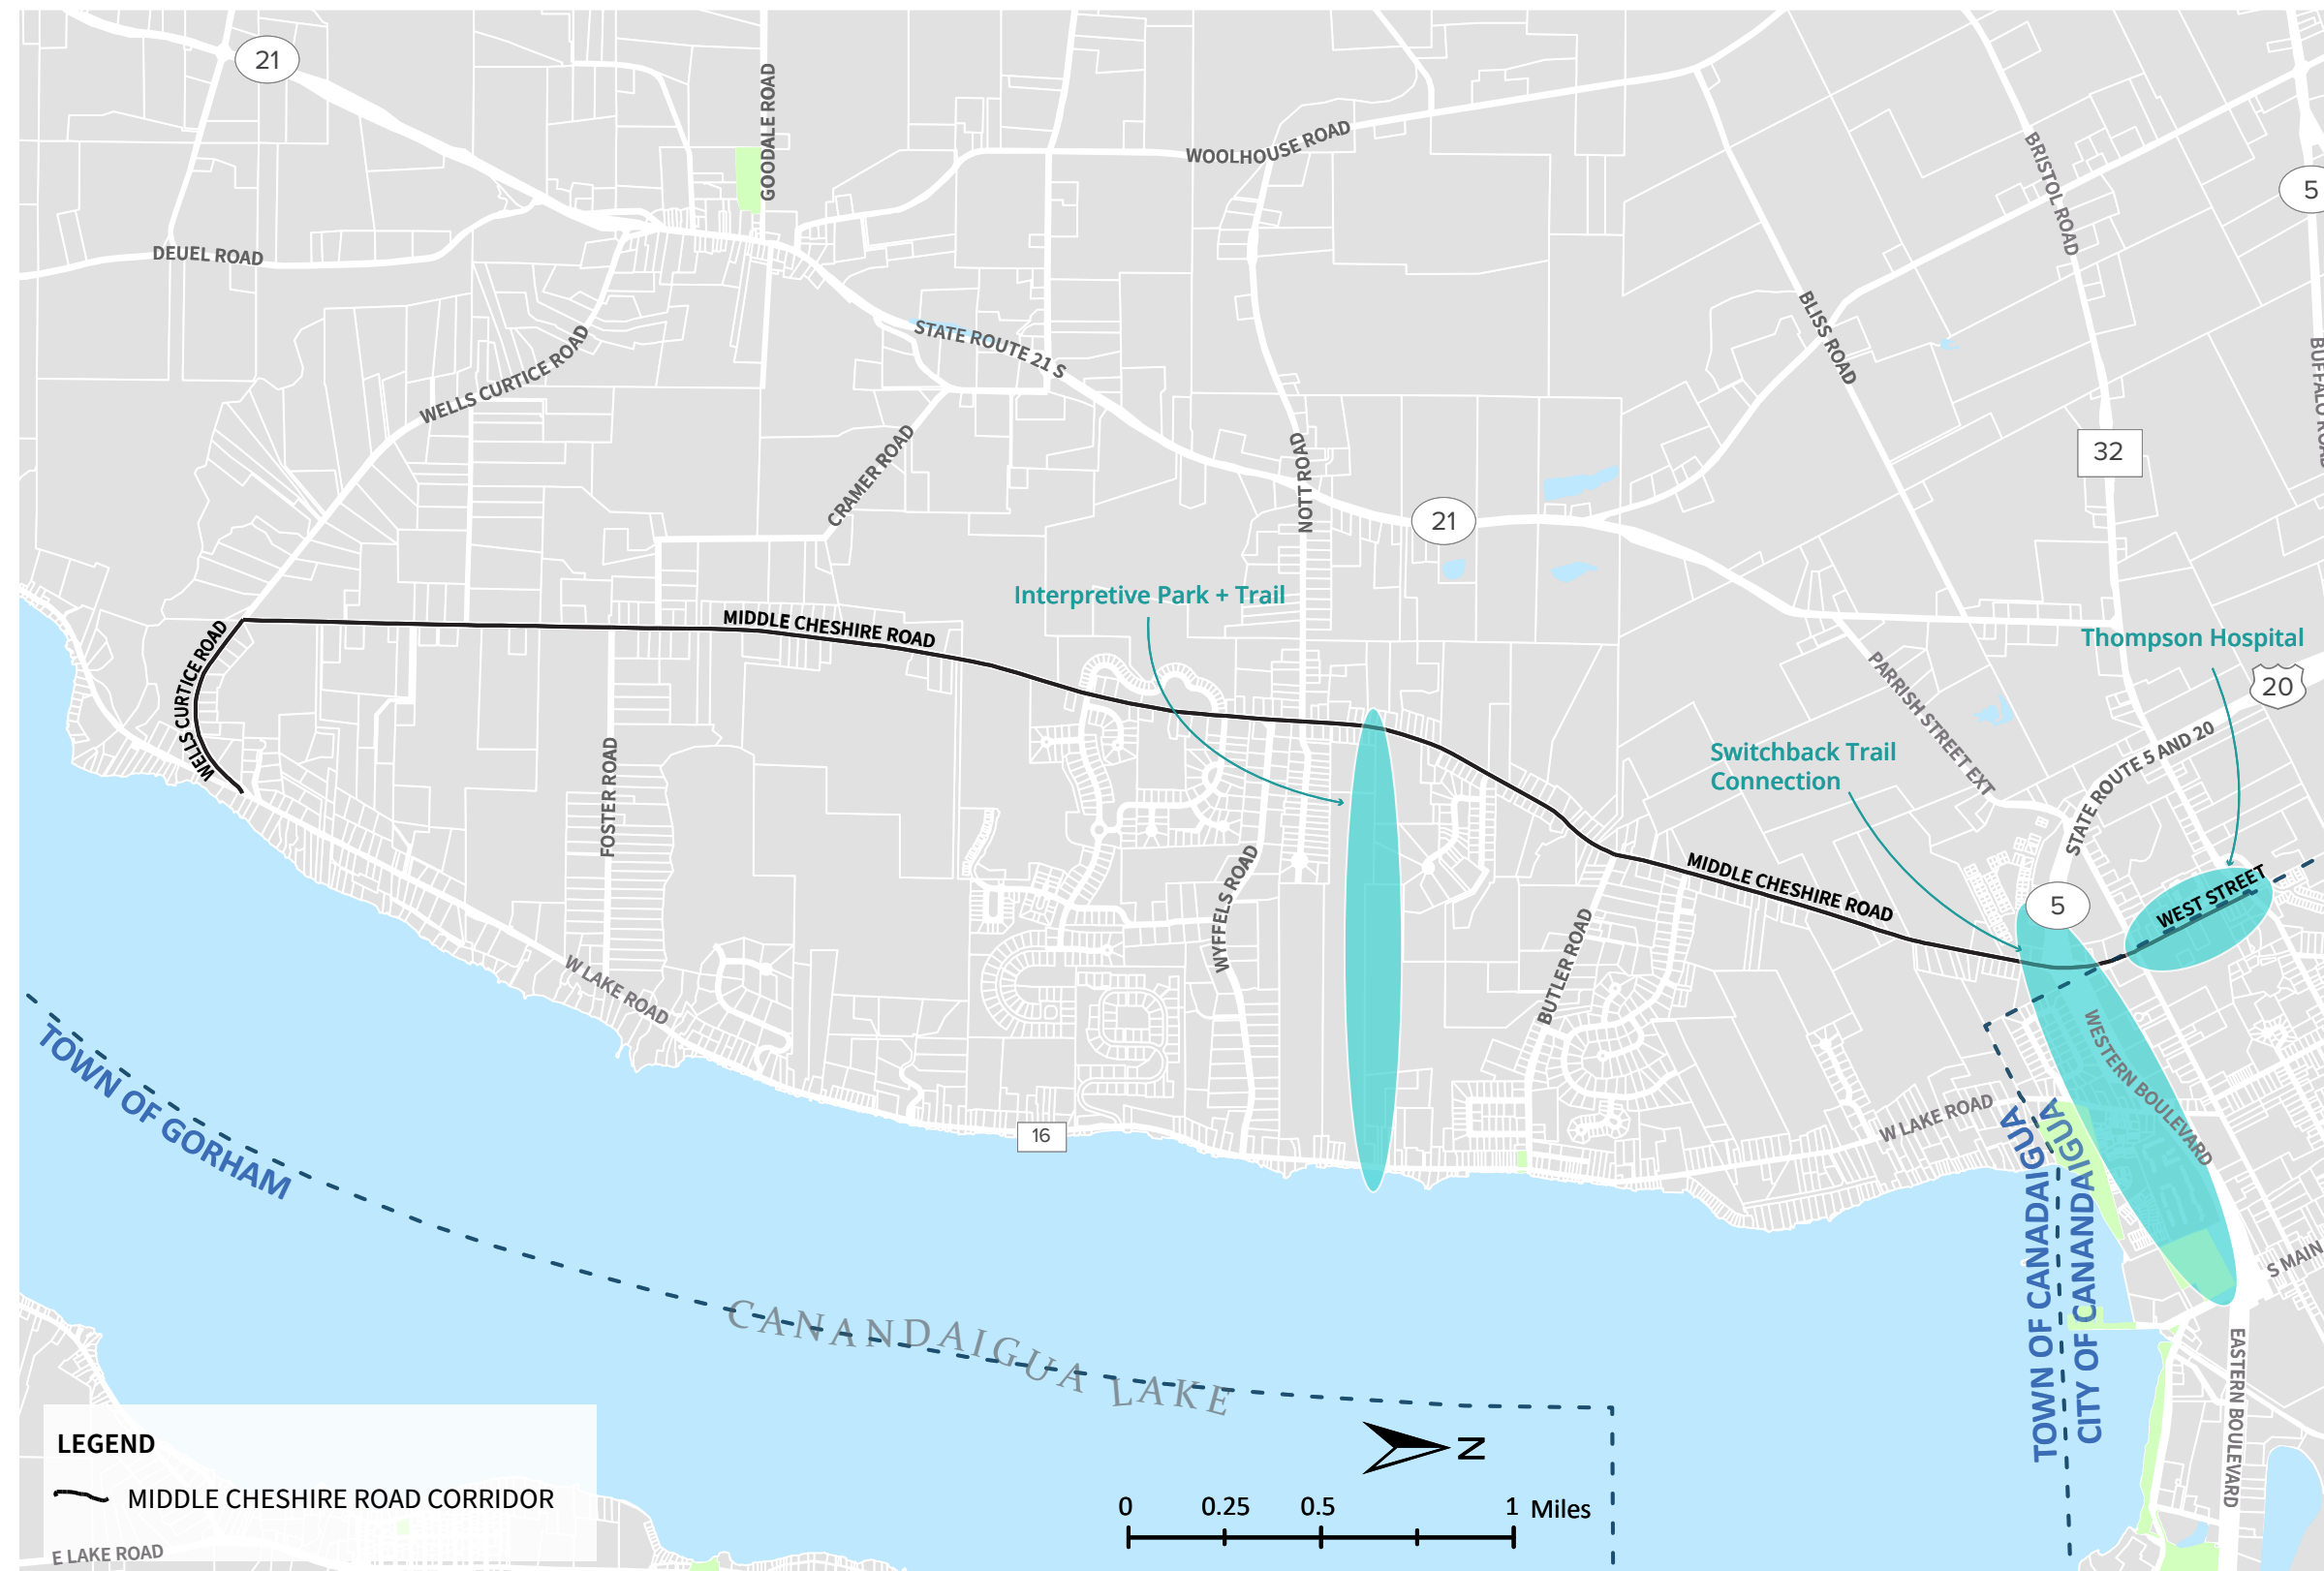 21
GOODALE ROAD
WOOLHOUSE ROAD
BRISTOL ROAD
5
DEUEL ROAD
STATE ROUTE 21 S
WELLS CURTICE ROAD
BLISS ROAD
BUFFALO ROAD
CRAMER ROAD
NOTT ROAD
32
21
Interpretive Park + Trail
MIDDLE CHESHIRE ROAD
Thompson Hospital
WELLS CURTICE ROAD
PARRISH STREET EXT
20
STATE ROUTE 5 AND 20
Switchback Trail
Connection
FOSTER ROAD
WYFFELS ROAD
MIDDLE CHESHIRE ROAD
WEST STREET
5
BUTLER ROAD
W LAKE ROAD
WESTERN BOULEVARD
W LAKE ROAD
TOWN OF GORHAM
16
TOWN OF CANADAIGUA
CITY OF CANANDAIGUA
S MAIN
CANANDAIGUA LAKE
EASTERN BOULEVARD
LEGEND
MIDDLE CHESHIRE ROAD CORRIDOR
E LAKE ROAD
N
0 0.25 0.5 1 Miles